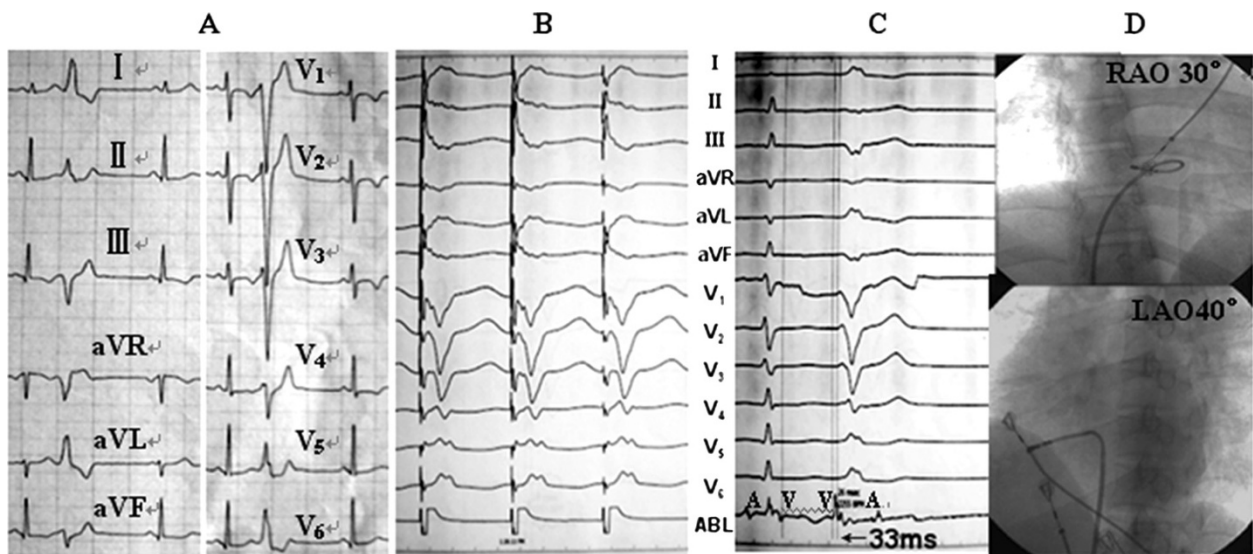 A
B
C
D
I
II
III
aVR
aVL
aVF
V1
V2
V3
V4
V5
V6
I
II
III
aVR
aVL
aVF
V1
V2
V3
V4
V5
V6
ABL
A V V A
33ms
RAO 30°
LAO40°